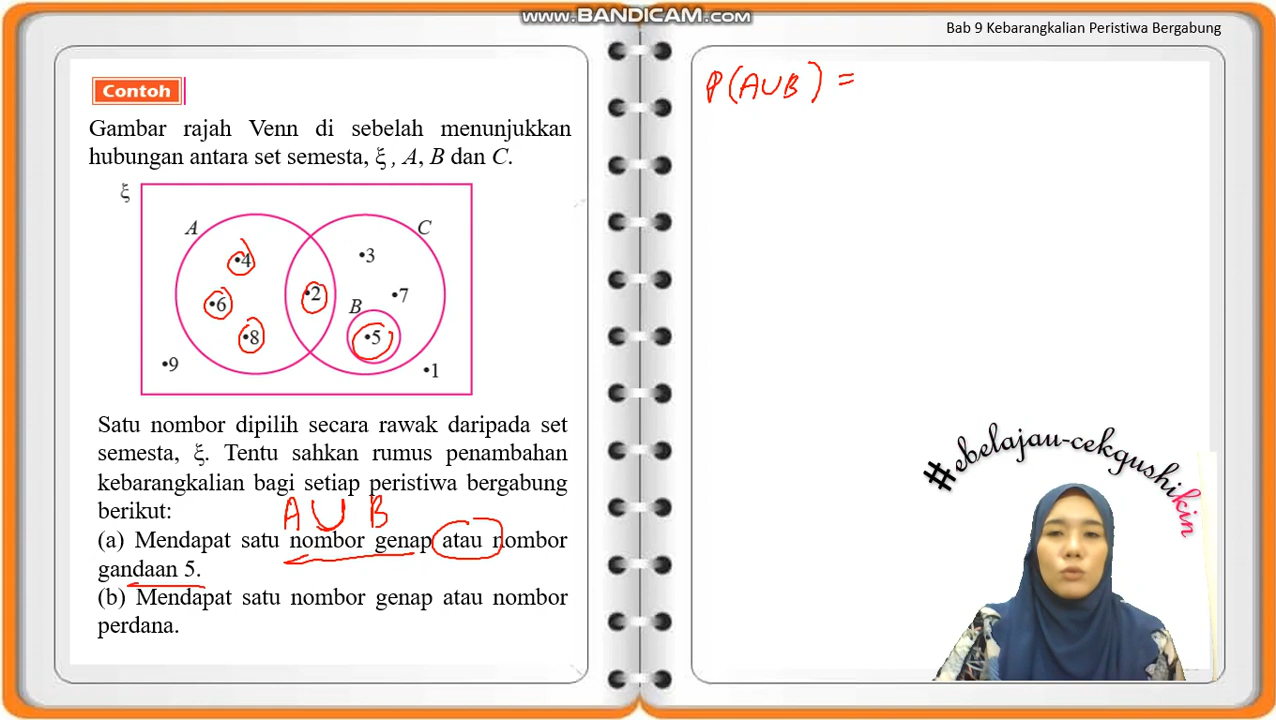 www.BANDICAM.com
Bab 9 Kebarangkalian Peristiwa Bergabung
Contoh
Gambar rajah Venn di sebelah menunjukkan
hubungan antara set semesta, ξ , A, B dan C.
ξ
A
C
•4
•3
•6
•2
•7
B
•8
•5
•9
•1
Satu nombor dipilih secara rawak daripada set
semesta, ξ. Tentu sahkan rumus penambahan
kebarangkalian bagi setiap peristiwa bergabung
berikut:
A ∪ B
(a) Mendapat satu nombor genap atau nombor
gandaan 5.
(b) Mendapat satu nombor genap atau nombor
perdana.
P(A∪B) =
#ebelajau-cekgushikin